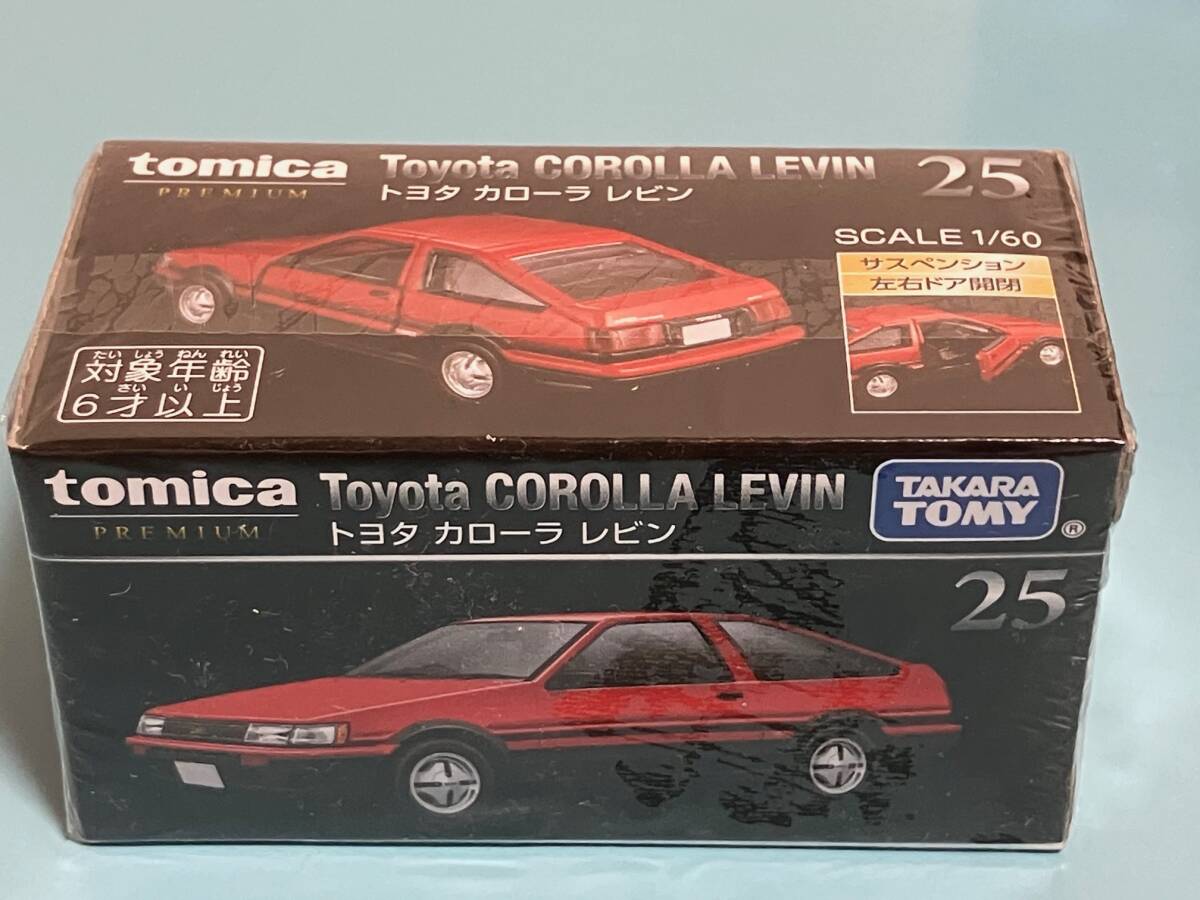 tomica
PREMIUM
Toyota COROLLA LEVIN
トヨタ カローラ レビン
25
SCALE 1/60
サスペンション
左右ドア開閉
たいしょうねんれい
対象年齢
さいいじょう
6才以上
tomica
PREMIUM
Toyota COROLLA LEVIN
トヨタ カローラ レビン
TAKARA
TOMY
®
25